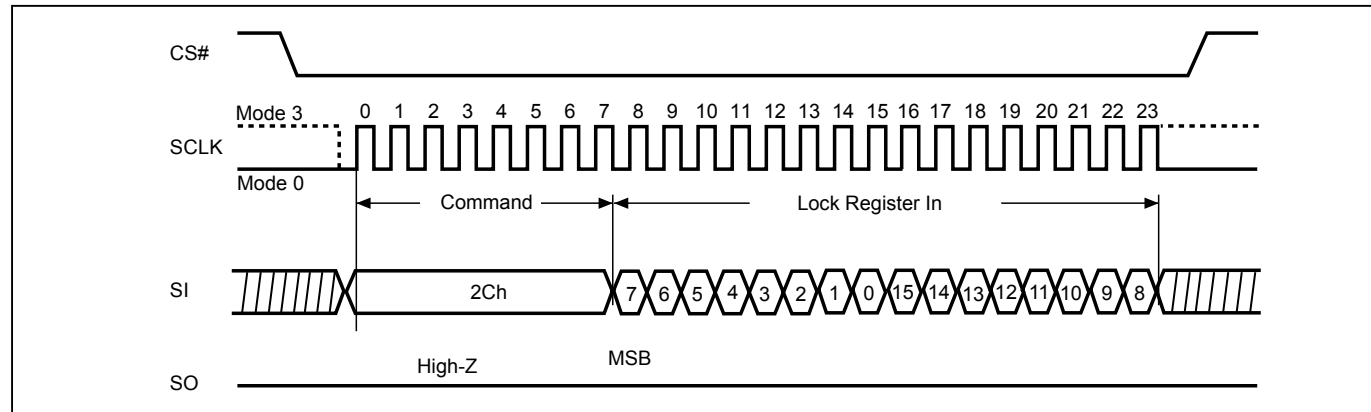 CS#
Mode 3 0 1 2 3 4 5 6 7 8 9 10 11 12 13 14 15 16 17 18 19 20 21 22 23
SCLK
Mode 0
Command Lock Register In
SI 2Ch 7 6 5 4 3 2 1 0 15 14 13 12 11 10 9 8
High-Z MSB
SO